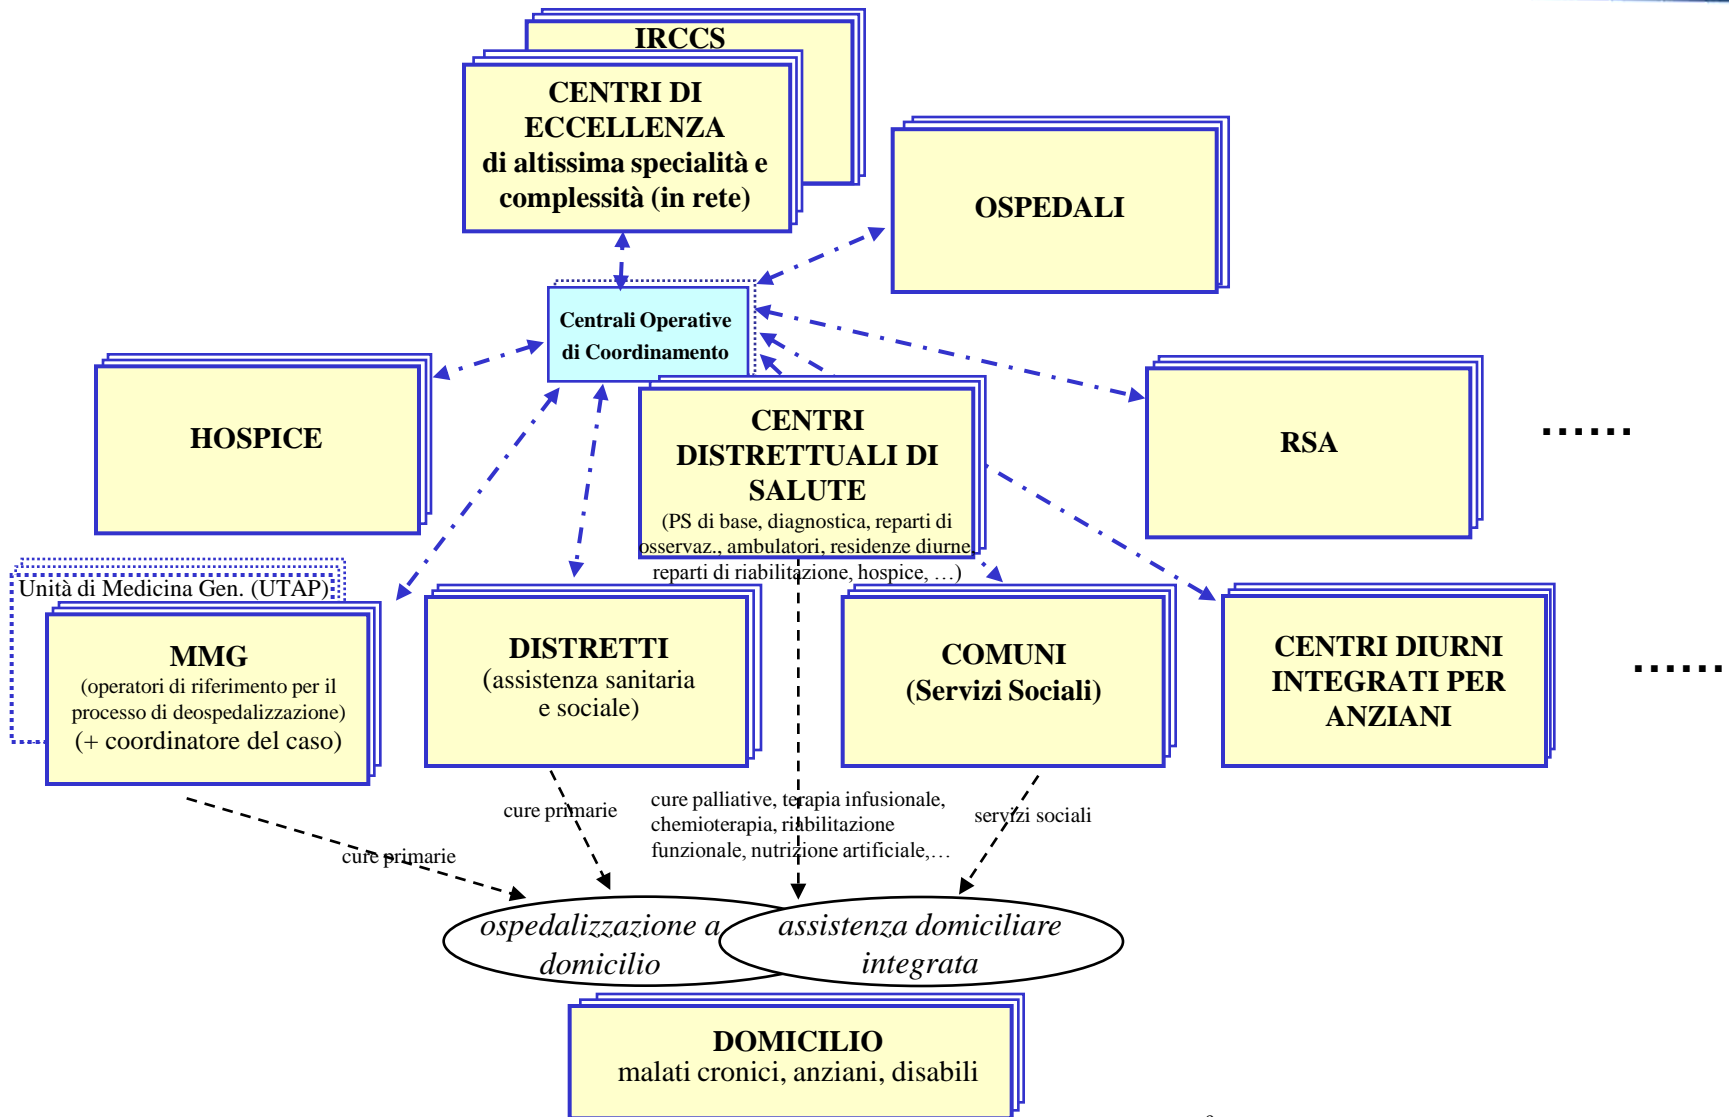 IRCCS
CENTRI DI
ECCELLENZA
di altissima specialità e
complessità (in rete)
OSPEDALI
Centrali Operative
di Coordinamento
HOSPICE
CENTRI
DISTRETTUALI DI
SALUTE
(PS di base, diagnostica, reparti di
osservaz., ambulatori, residenze diurne,
reparti di riabilitazione, hospice, …)
RSA
……
Unità di Medicina Gen. (UTAP)
MMG
(operatori di riferimento per il
processo di deospedalizzazione)
(+ coordinatore del caso)
DISTRETTI
(assistenza sanitaria
e sociale)
COMUNI
(Servizi Sociali)
CENTRI DIURNI
INTEGRATI PER
ANZIANI
……
cure primarie
cure primarie
cure palliative, terapia infusionale,
chemioterapia, riabilitazione
funzionale, nutrizione artificiale,…
servizi sociali
ospedalizzazione a
domicilio
assistenza domiciliare
integrata
DOMICILIO
malati cronici, anziani, disabili